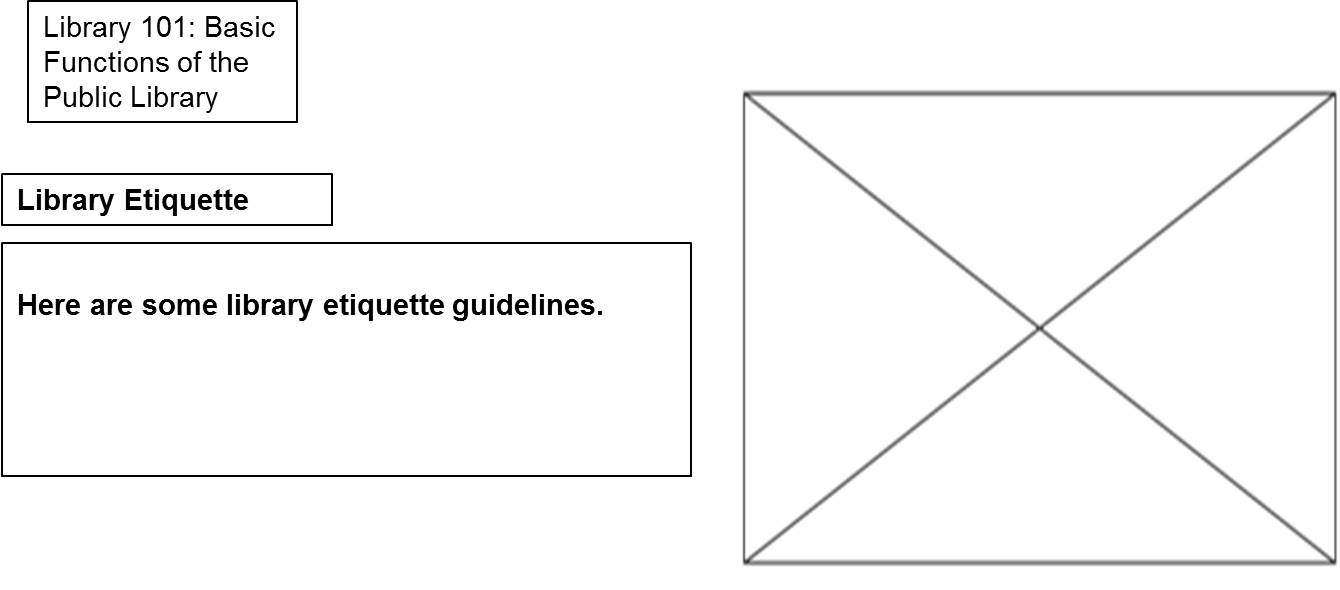 Library 101: Basic
Functions of the
Public Library
Library Etiquette
Here are some library etiquette guidelines.